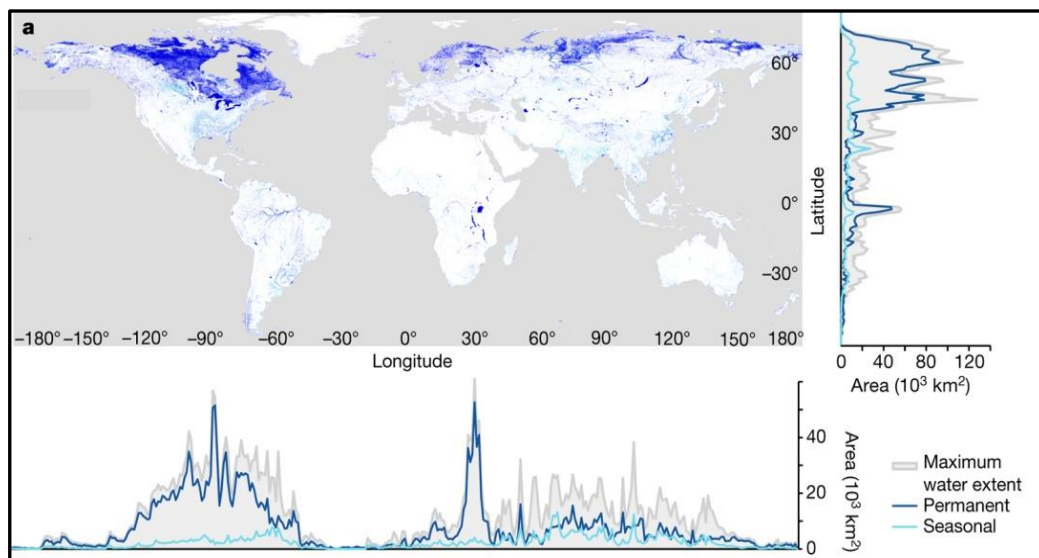 a
60°
30°
0°
−30°
Latitude
−180° −150° −120° −90° −60° −30° 0° 30° 60° 90° 120° 150° 180°
Longitude
0 40 80 120
Area (10³ km²)
40
20
0
Area (10³ km²)
Maximum
water extent
Permanent
Seasonal